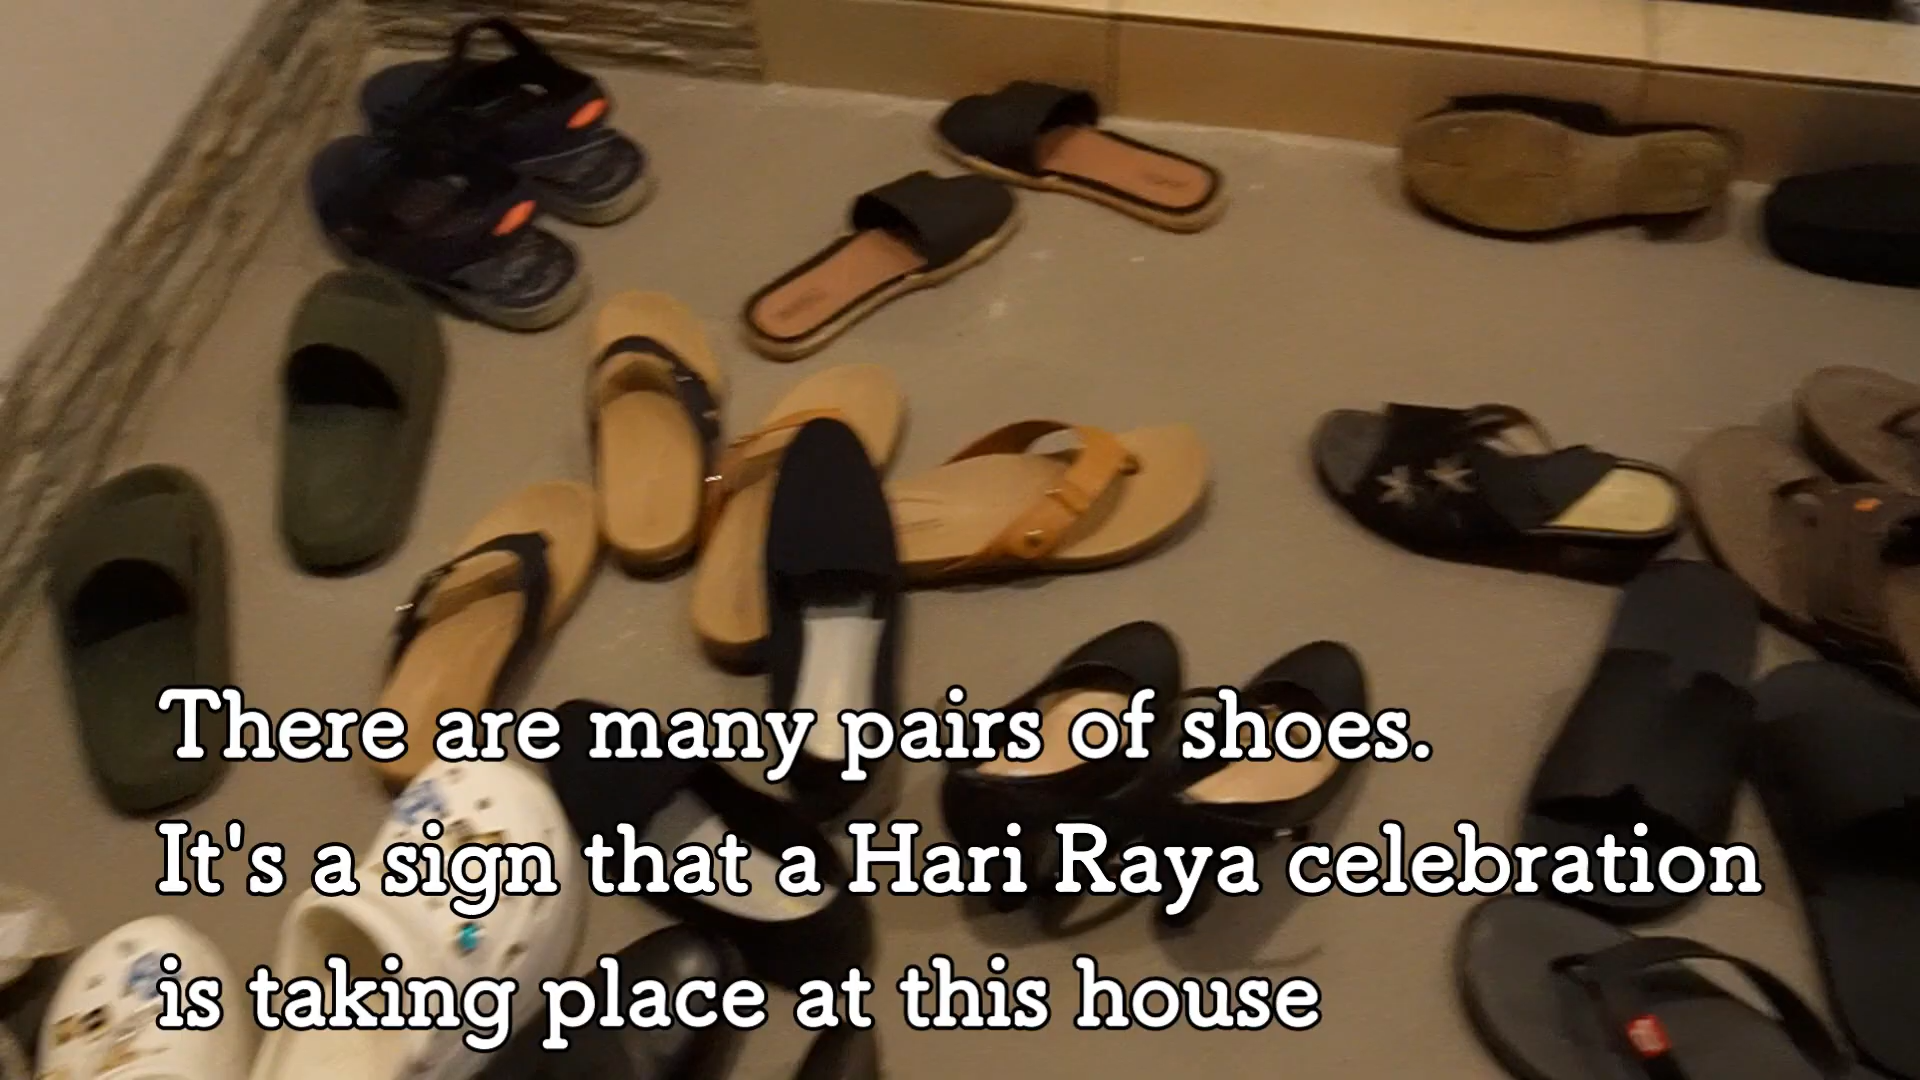 There are many pairs of shoes.
It's a sign that a Hari Raya celebration
is taking place at this house